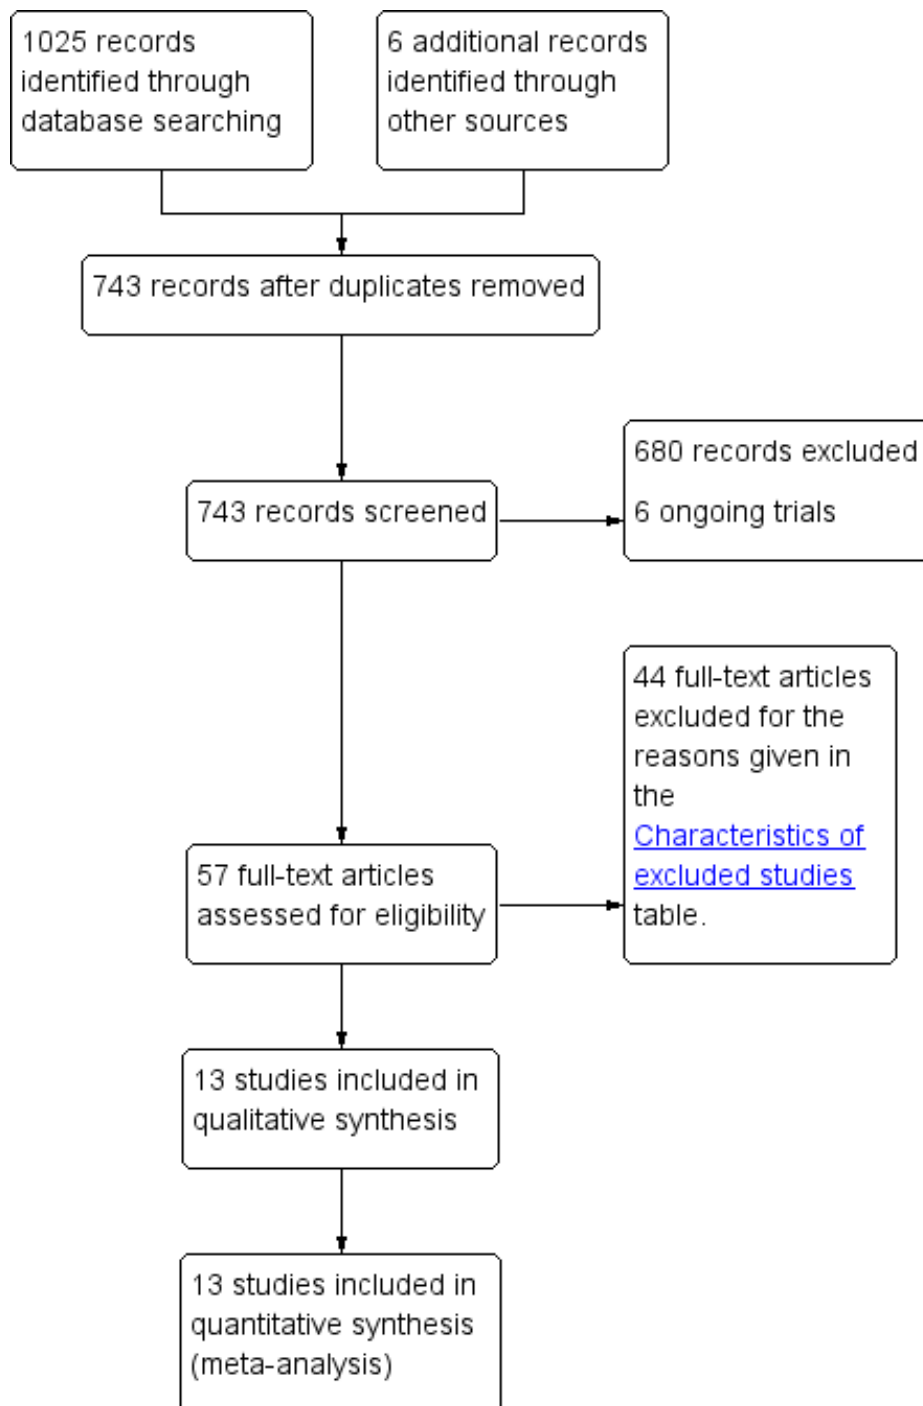 1025 records
identified through
database searching
6 additional records
identified through
other sources
743 records after duplicates removed
743 records screened
680 records excluded
6 ongoing trials
57 full-text articles
assessed for eligibility
44 full-text articles
excluded for the
reasons given in
the
Characteristics of
excluded studies
table.
13 studies included in
qualitative synthesis
13 studies included in
quantitative synthesis
(meta-analysis)